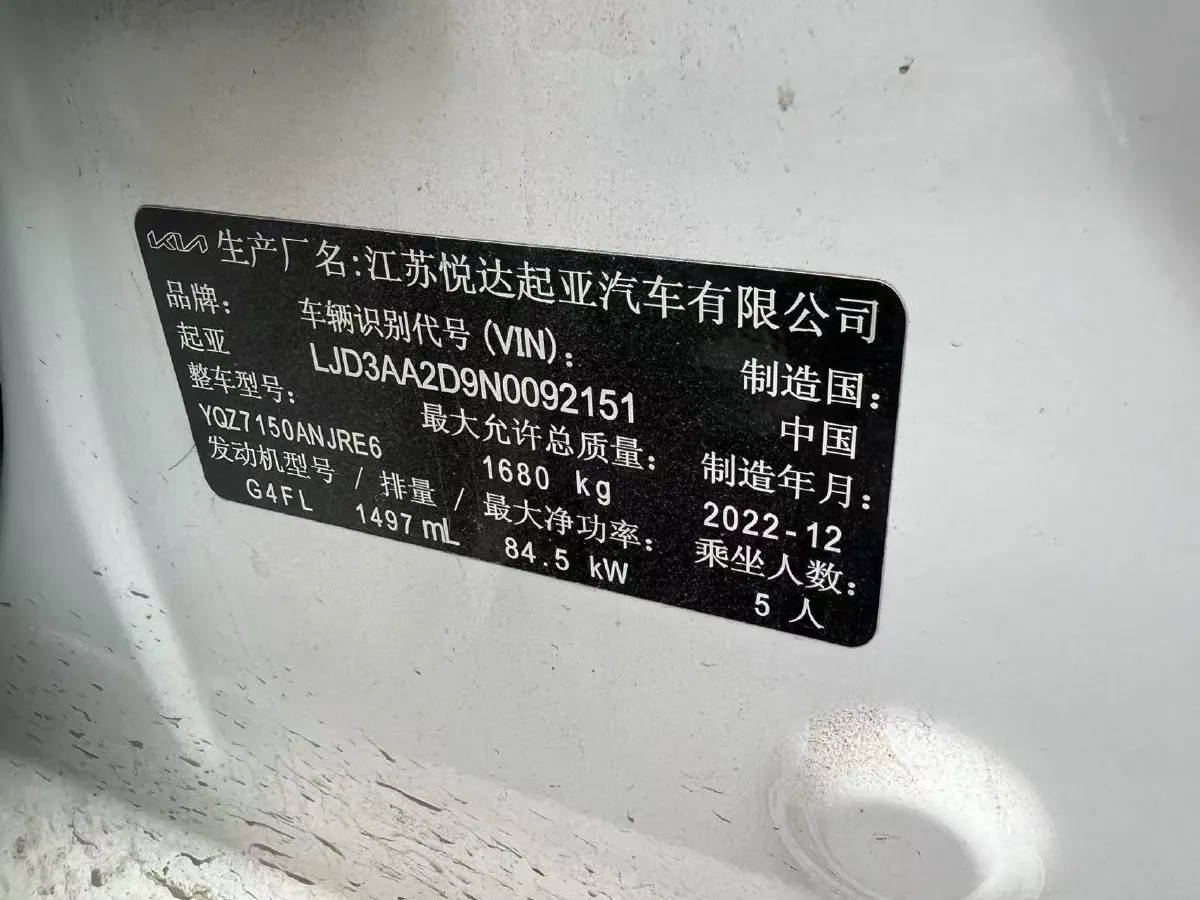 KIA 生产厂名:江苏悦达起亚汽车有限公司
品牌: 车辆识别代号(VIN): 制造国:
起亚 LJD3AA2D9N0092151 中国
整车型号: 最大允许总质量: 制造年月:
YQZ7150ANJRE6 1680 kg 2022-12
发动机型号 / 排量 / 最大净功率: 乘坐人数:
G4FL 1497 mL 84.5 kW 5 人